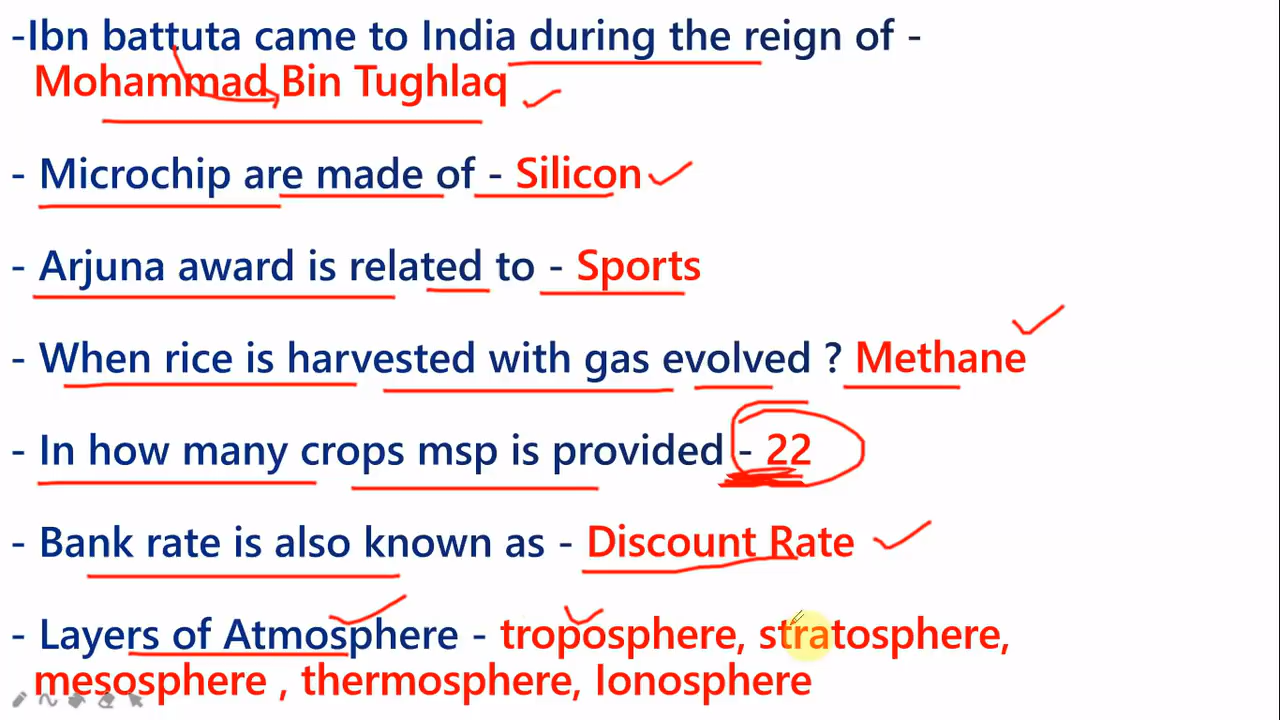 -Ibn battuta came to India during the reign of -
Mohammad Bin Tughlaq
- Microchip are made of - Silicon
- Arjuna award is related to - Sports
- When rice is harvested with gas evolved ? Methane
- In how many crops msp is provided - 22
- Bank rate is also known as - Discount Rate
- Layers of Atmosphere - troposphere, stratosphere,
mesosphere , thermosphere, Ionosphere